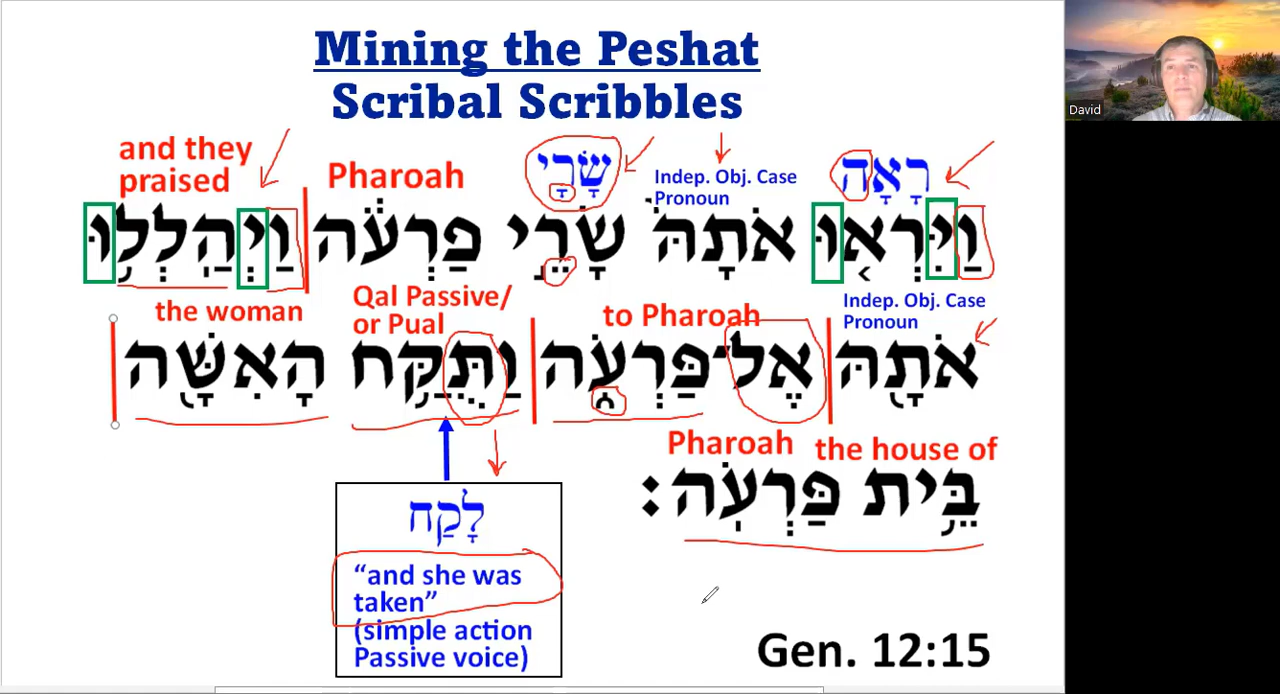 Mining the Peshat
Scribal Scribbles
David
רָאָה
Indep. Obj. Case
Pronoun
שָׂרָי
Pharoah
and they
praised
וַיִּרְא֤וּ אֹתָהּ֙ שָׂרֵ֣י פַרְעֹ֔ה וַיְהַֽלְל֥וּ
Indep. Obj. Case
Pronoun
to Pharoah
Qal Passive/
or Pual
the woman
אֹתָ֖הּ אֶל־פַּרְעֹ֑ה וַתֻּקַּ֥ח הָאִשָּׁ֖ה
the house of
Pharoah
בֵּ֥ית פַּרְעֹֽה׃
לָקַח
“and she was
taken”
(simple action
Passive voice)
Gen. 12:15